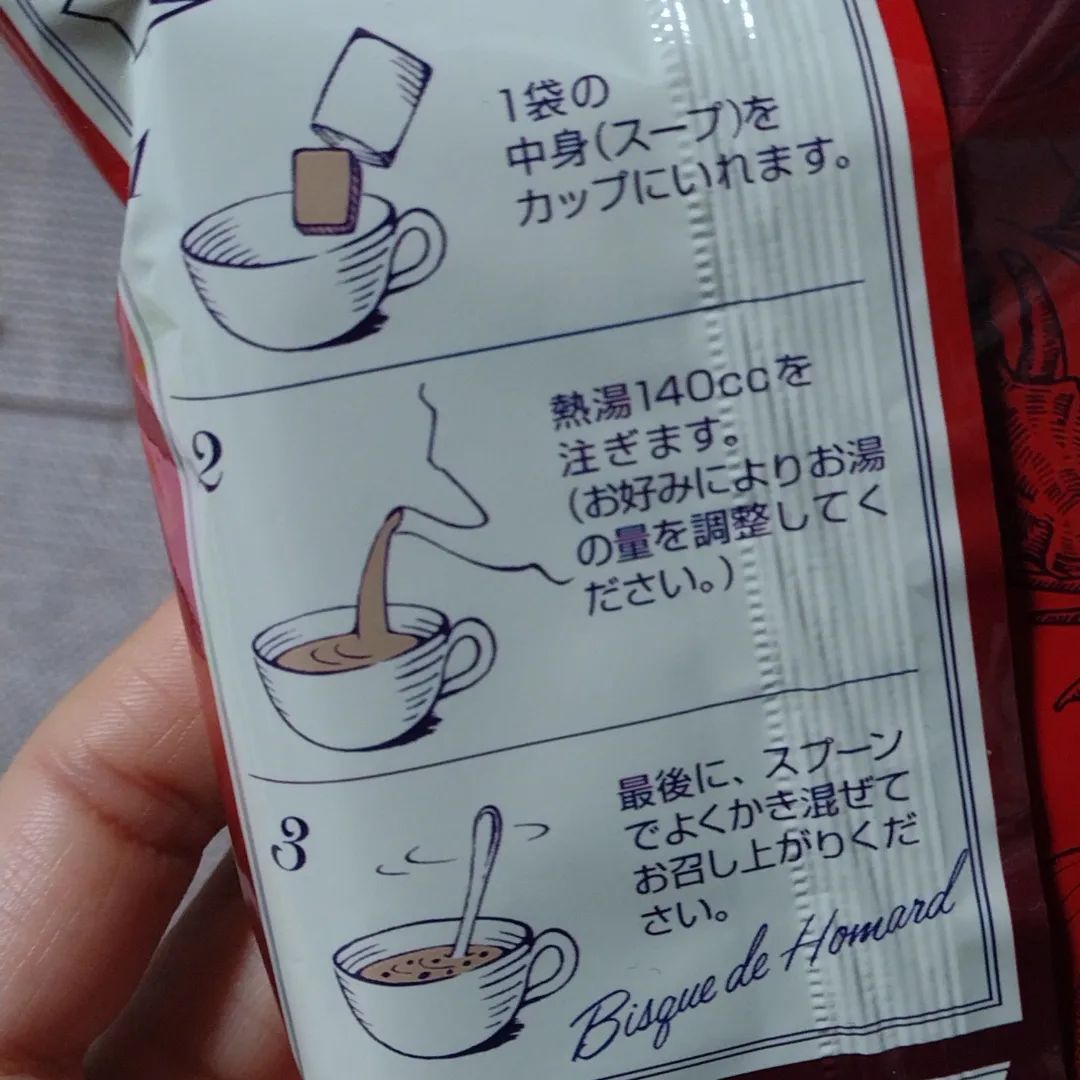 1袋の
中身(スープ)を
カップにいれます。
2
熱湯140ccを
注ぎます。
(お好みによりお湯
の量を調整してく
ださい。)
3
最後に、スプーン
でよくかき混ぜて
お召し上がりくだ
さい。
Bisque de Homard